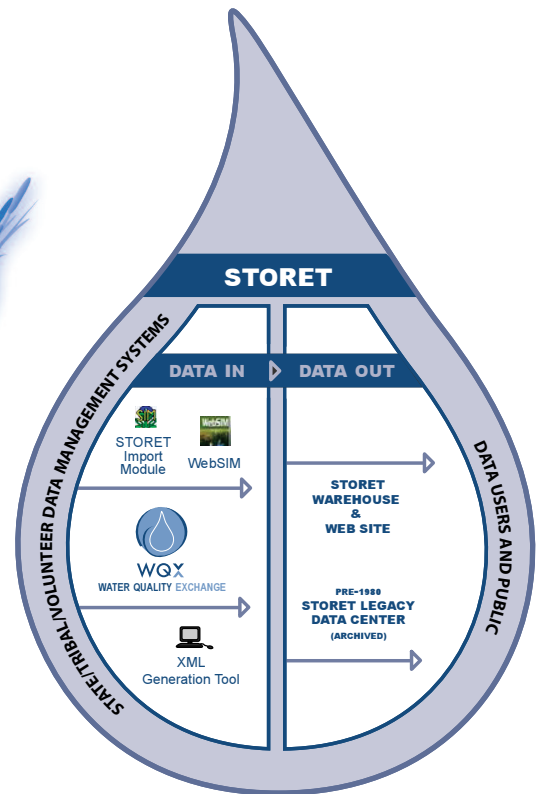 STORET
STATE/TRIBAL/VOLUNTEER DATA MANAGEMENT SYSTEMS
DATA IN
STORET
Import
Module
WebSIM
WebSIM
WQX
WATER QUALITY EXCHANGE
XML
Generation Tool
DATA OUT
STORET
WAREHOUSE
&
WEB SITE
PRE-1980
STORET LEGACY
DATA CENTER
(ARCHIVED)
DATA USERS AND PUBLIC